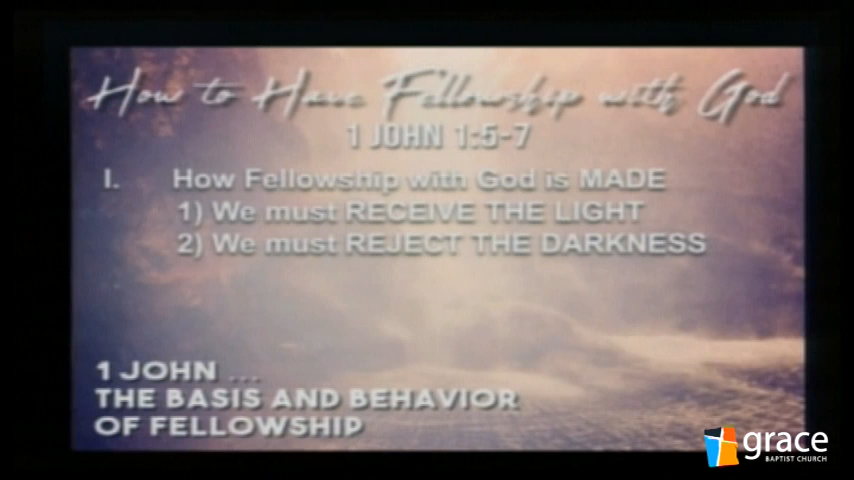 How to Have Fellowship with God
1 JOHN 1:5-7
I. How Fellowship with God is MADE
1) We must RECEIVE THE LIGHT
2) We must REJECT THE DARKNESS
1 JOHN ...
THE BASIS AND BEHAVIOR
OF FELLOWSHIP
grace
BAPTIST CHURCH